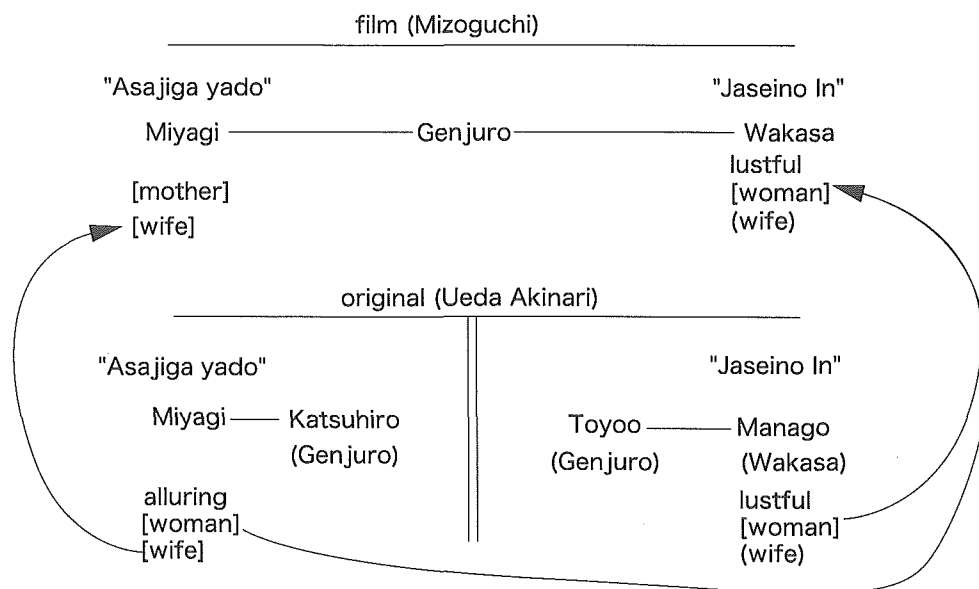 film (Mizoguchi)
"Asajiga yado" "Jaseino In"
Miyagi Genjuro Wakasa
lustful
[mother] [woman]
[wife] (wife)
original (Ueda Akinari)
"Asajiga yado" "Jaseino In"
Miyagi Katsuhiro Toyoo Manago
(Genjuro) (Genjuro) (Wakasa)
alluring lustful
[woman] [woman]
[wife] (wife)